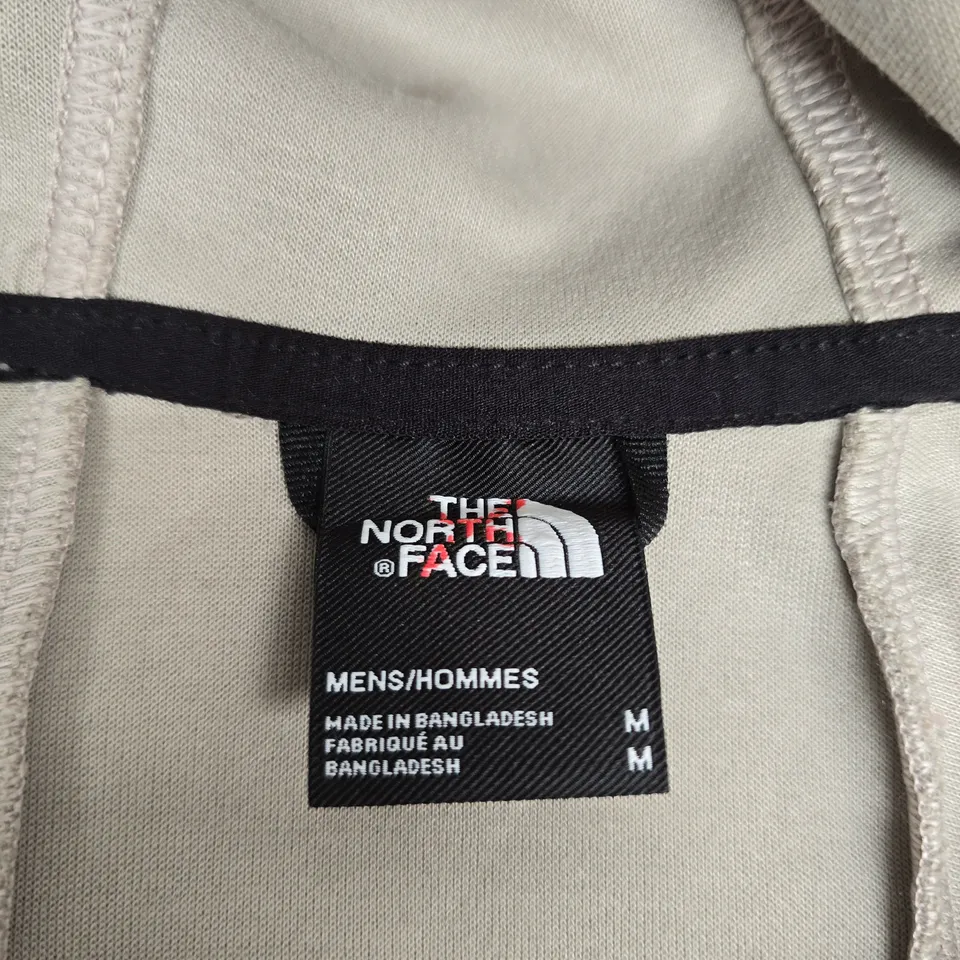 THE
NORTH
® FACE
MENS/HOMMES
MADE IN BANGLADESH M
FABRIQUÉ AU
BANGLADESH M